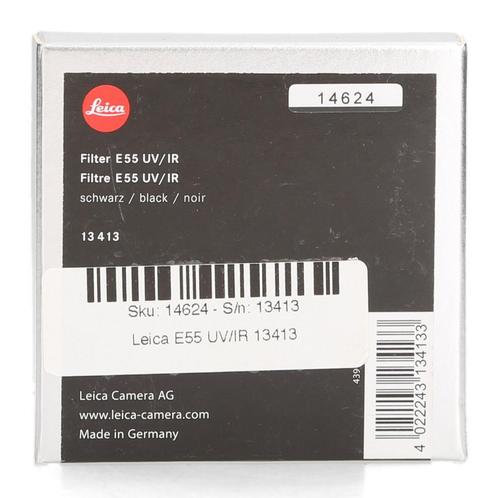 Leica
14624
Filter E55 UV/IR
Filtre E55 UV/IR
schwarz / black / noir
13 413
Sku: 14624 - S/n: 13413
Leica E55 UV/IR 13413
439
Leica Camera AG
www.leica-camera.com
Made in Germany
4 022243 134133